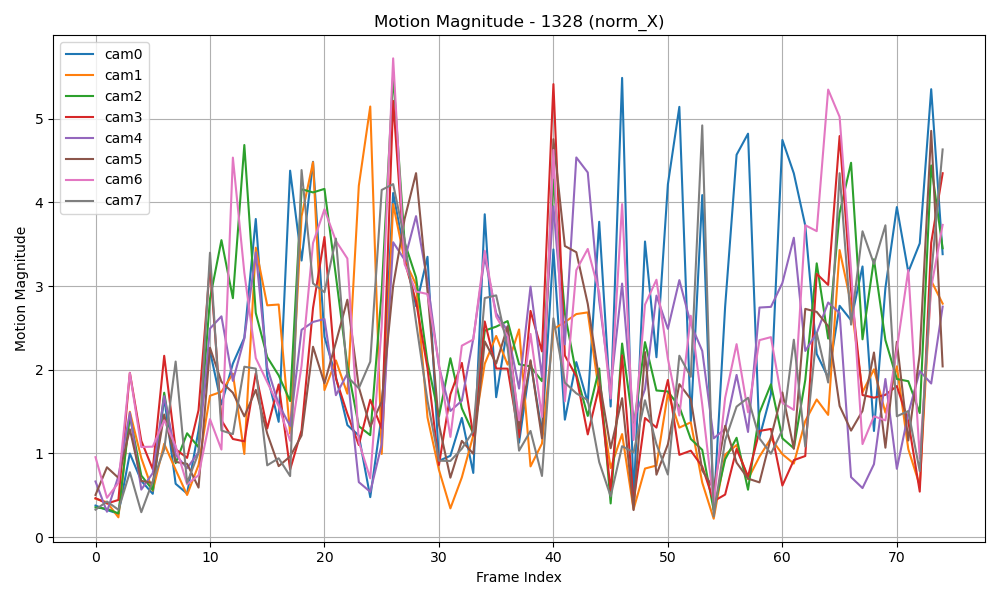 Motion Magnitude - 1328 (norm_X)
cam0
cam1
cam2
cam3
cam4
cam5
cam6
cam7
Motion Magnitude
5
4
3
2
1
0
0 10 20 30 40 50 60 70
Frame Index